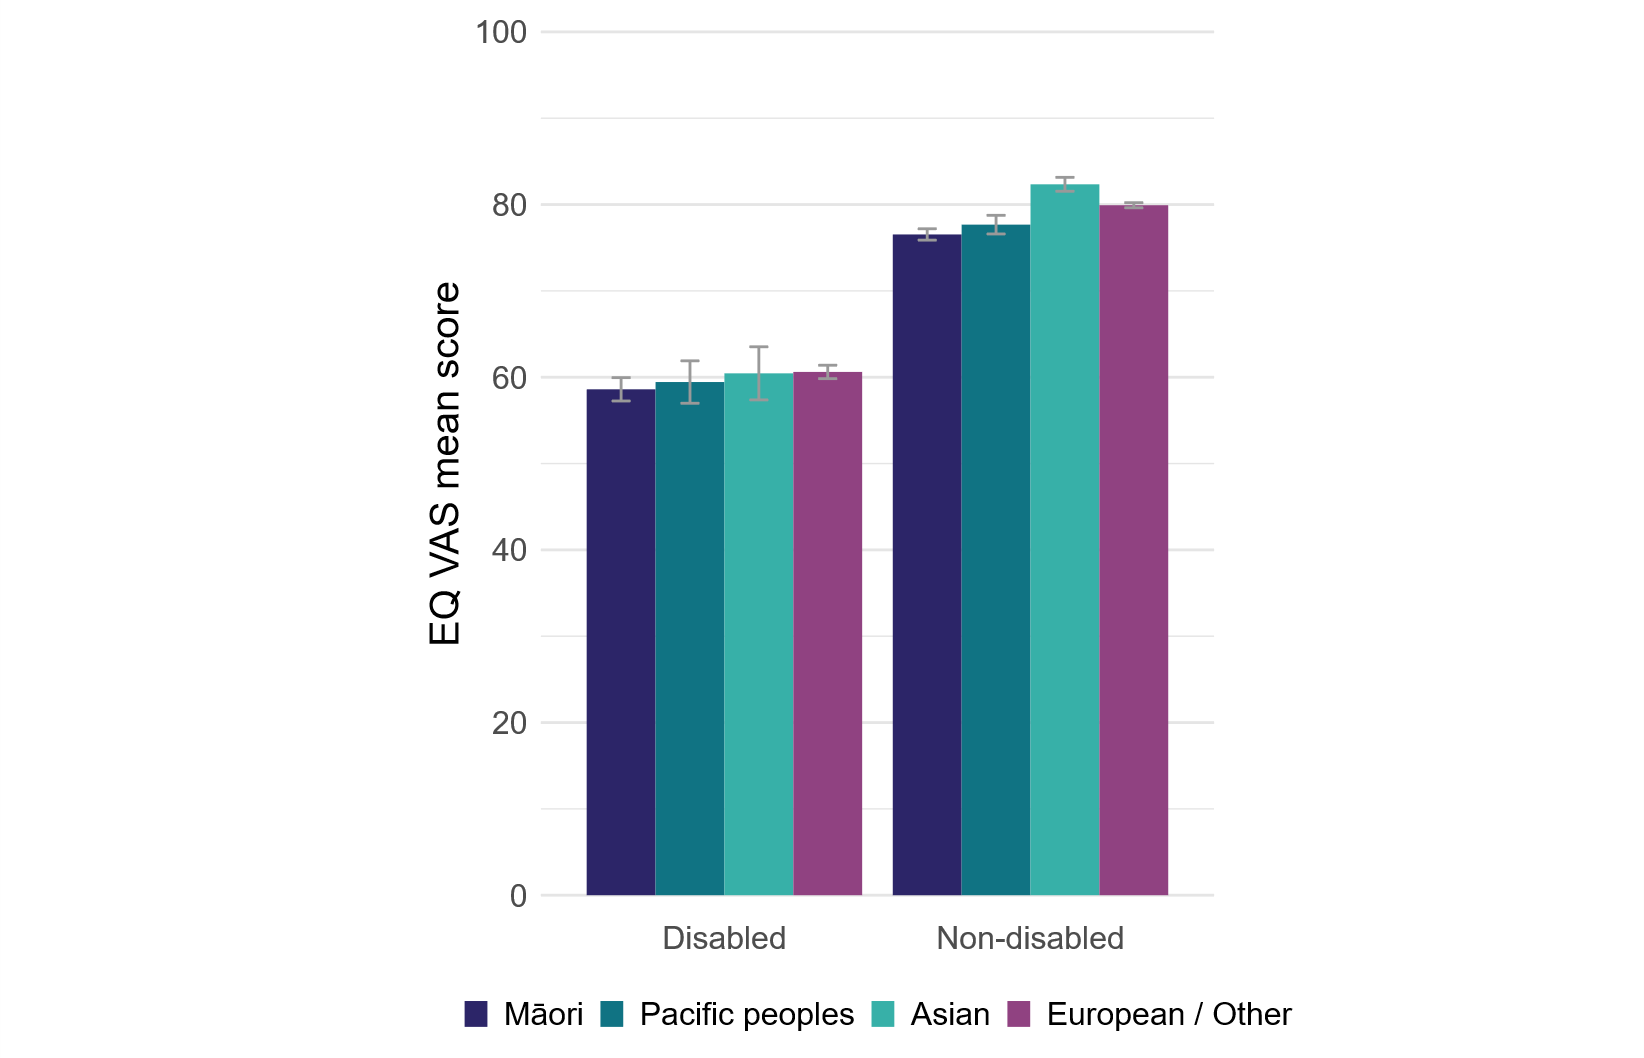 100
80
60
40
20
0
EQ VAS mean score
Disabled Non-disabled
Māori Pacific peoples Asian European / Other